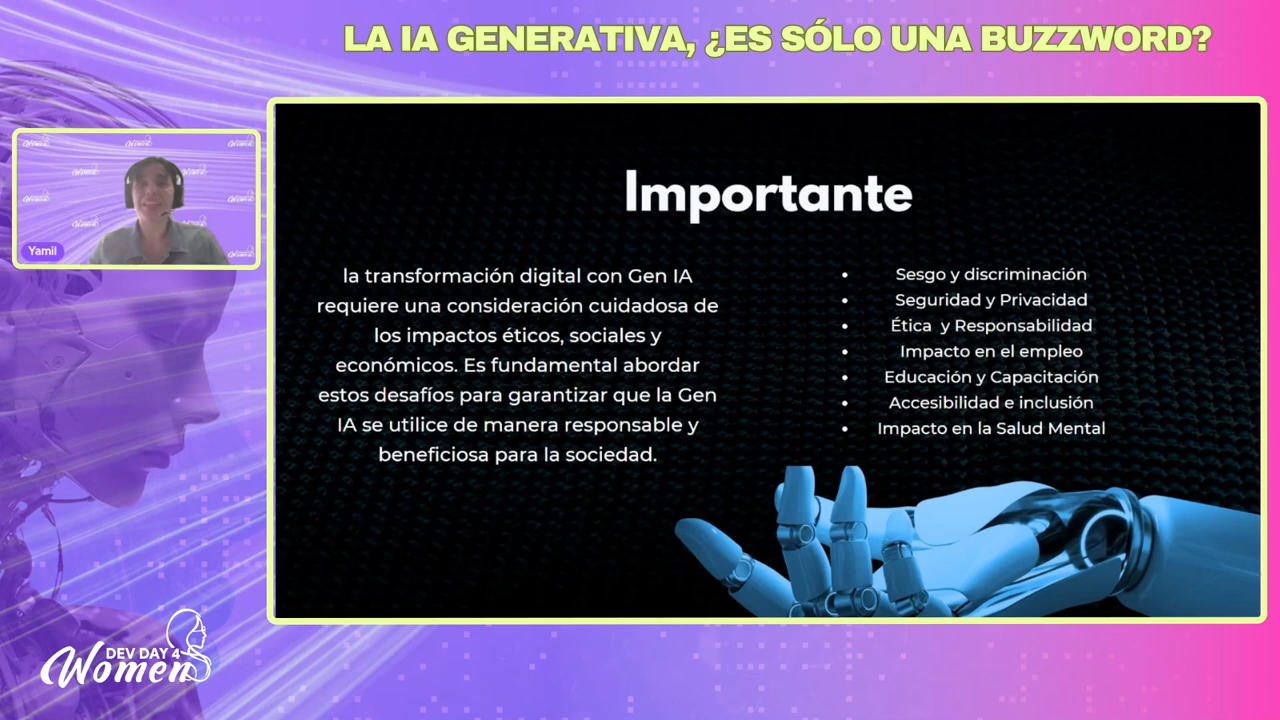 LA IA GENERATIVA, ¿ES SÓLO UNA BUZZWORD?
Importante
la transformación digital con Gen IA
requiere una consideración cuidadosa de
los impactos éticos, sociales y
económicos. Es fundamental abordar
estos desafíos para garantizar que la Gen
IA se utilice de manera responsable y
beneficiosa para la sociedad.
• Sesgo y discriminación
• Seguridad y Privacidad
• Ética y Responsabilidad
• Impacto en el empleo
• Educación y Capacitación
• Accesibilidad e inclusión
• Impacto en la Salud Mental
Yamil
DEV DAY 4
Women